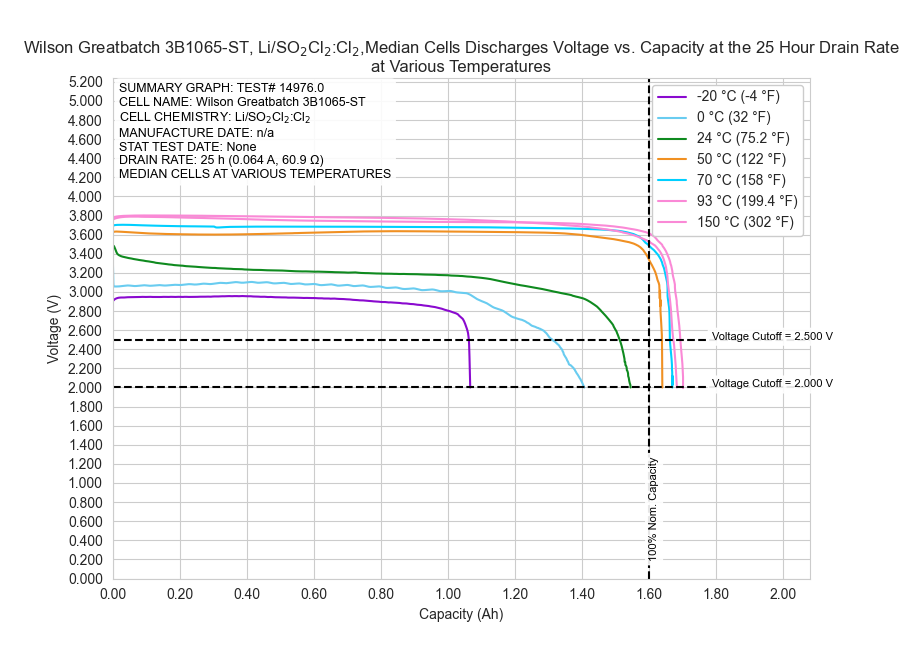 Wilson Greatbatch 3B1065-ST, Li/SO₂Cl₂:Cl₂,Median Cells Discharges Voltage vs. Capacity at the 25 Hour Drain Rate
at Various Temperatures
SUMMARY GRAPH: TEST# 14976.0
CELL NAME: Wilson Greatbatch 3B1065-ST
CELL CHEMISTRY: Li/SO₂Cl₂:Cl₂
MANUFACTURE DATE: n/a
STAT TEST DATE: None
DRAIN RATE: 25 h (0.064 A, 60.9 Ω)
MEDIAN CELLS AT VARIOUS TEMPERATURES
-20 °C (-4 °F)
0 °C (32 °F)
24 °C (75.2 °F)
50 °C (122 °F)
70 °C (158 °F)
93 °C (199.4 °F)
150 °C (302 °F)
Voltage (V)
5.200
5.000
4.800
4.600
4.400
4.200
4.000
3.800
3.600
3.400
3.200
3.000
2.800
2.600
2.400
2.200
2.000
1.800
1.600
1.400
1.200
1.000
0.800
0.600
0.400
0.200
0.000
Voltage Cutoff = 2.500 V
Voltage Cutoff = 2.000 V
100% Nom. Capacity
0.00 0.20 0.40 0.60 0.80 1.00 1.20 1.40 1.60 1.80 2.00
Capacity (Ah)